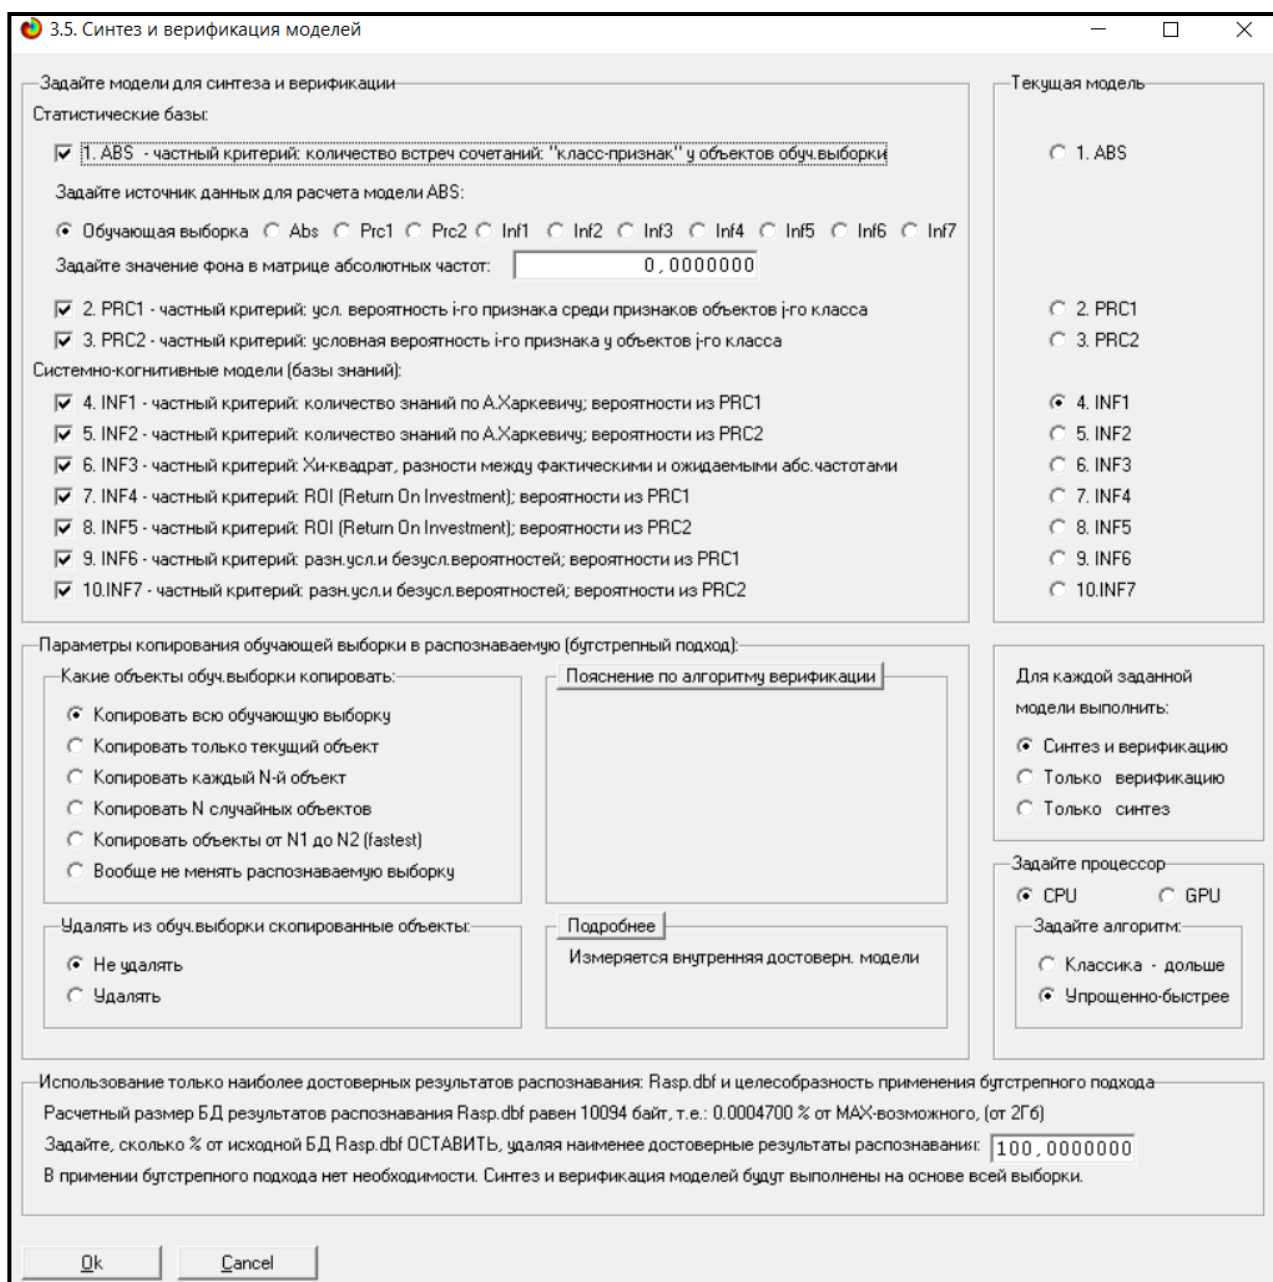 3.5. Синтез и верификация моделей
Задайте модели для синтеза и верификации
Текущая модель
Статистические базы:
1. ABS - частный критерий: количество встреч сочетаний: "класс-признак" у объектов обуч.выборки
1. ABS
Задайте источник данных для расчета модели ABS:
Обучающая выборка Abs Prc1 Prc2 Inf1 Inf2 Inf3 Inf4 Inf5 Inf6 Inf7
Задайте значение фона в матрице абсолютных частот: 0,0000000
2. PRC1 - частный критерий: усл. вероятность i-го признака среди признаков объектов j-го класса
2. PRC1
3. PRC2 - частный критерий: условная вероятность i-го признака у объектов j-го класса
3. PRC2
Системно-когнитивные модели (базы знаний):
4. INF1 - частный критерий: количество знаний по А.Харкевичу; вероятности из PRC1
4. INF1
5. INF2 - частный критерий: количество знаний по А.Харкевичу; вероятности из PRC2
5. INF2
6. INF3 - частный критерий: Хи-квадрат, разности между фактическими и ожидаемыми абс.частотами
6. INF3
7. INF4 - частный критерий: ROI (Return On Investment); вероятности из PRC1
7. INF4
8. INF5 - частный критерий: ROI (Return On Investment); вероятности из PRC2
8. INF5
9. INF6 - частный критерий: разн.усл.и безусл.вероятностей; вероятности из PRC1
9. INF6
10.INF7 - частный критерий: разн.усл.и безусл.вероятностей; вероятности из PRC2
10.INF7
Параметры копирования обучающей выборки в распознаваемую (бутстрепный подход):
Какие объекты обуч.выборки копировать:
Копировать всю обучающую выборку
Копировать только текущий объект
Копировать каждый N-й объект
Копировать N случайных объектов
Копировать объекты от N1 до N2 (fastest)
Вообще не менять распознаваемую выборку
Пояснение по алгоритму верификации
Для каждой заданной
модели выполнить:
Синтез и верификацию
Только верификацию
Только синтез
Удалять из обуч.выборки скопированные объекты:
Не удалять
Удалять
Подробнее
Измеряется внутренняя достоверн. модели
Задайте процессор
CPU GPU
Задайте алгоритм:
Классика - дольше
Упрощенно-быстрее
Использование только наиболее достоверных результатов распознавания: Rasp.dbf и целесобразность применения бутстрепного подхода
Расчетный размер БД результатов распознавания Rasp.dbf равен 10094 байт, т.е.: 0.0004700 % от MAX-возможного, (от 2Гб)
Задайте, сколько % от исходной БД Rasp.dbf ОСТАВИТЬ, удаляя наименее достоверные результаты распознавания: 100,0000000
В примении бутстрепного подхода нет необходимости. Синтез и верификация моделей будут выполнены на основе всей выборки.
Ok Cancel